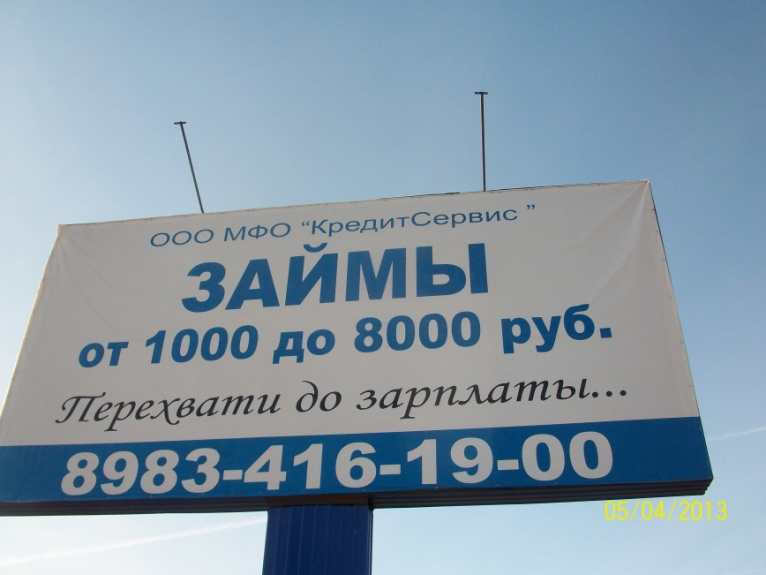 ООО МФО "КредитСервис "
ЗАЙМЫ
от 1000 до 8000 руб.
Перехвати до зарплаты...
8983-416-19-00
05/04/2013